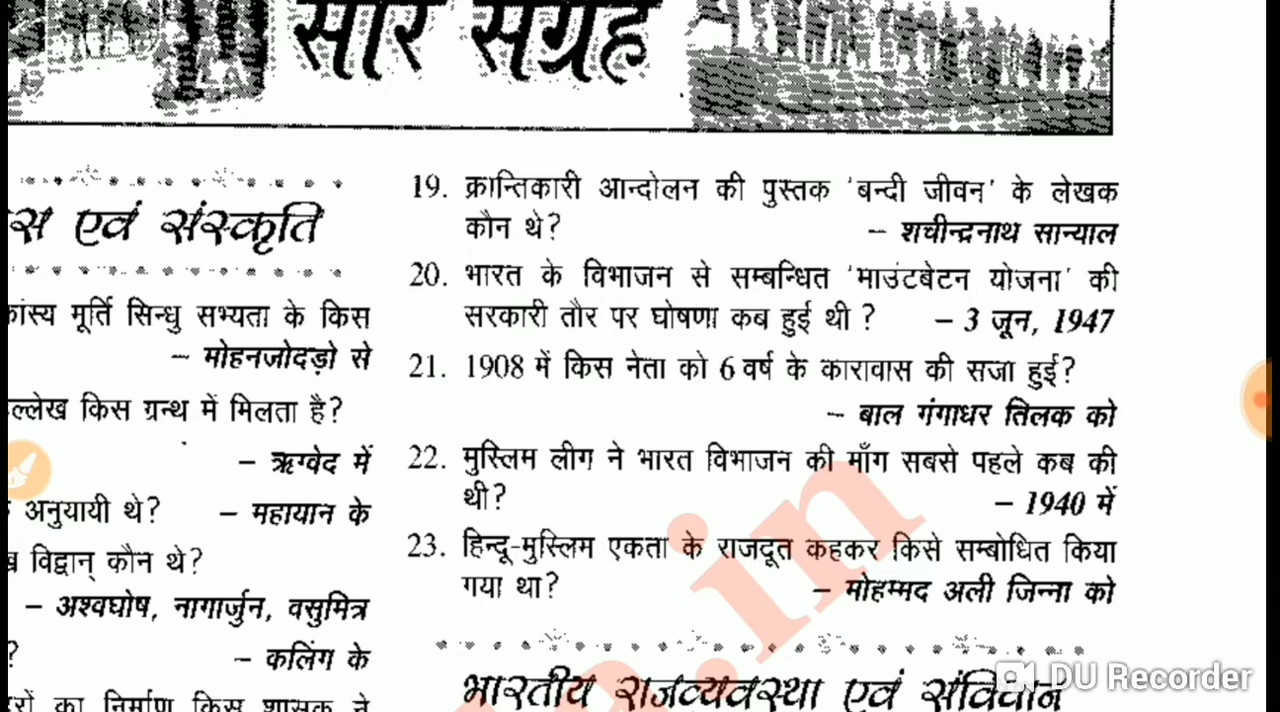 सार संग्रह
एवं संस्कृति
मूर्ति सिन्धु सभ्यता के किस
– मोहनजोदड़ो से
किस ग्रन्थ में मिलता है?
– ऋग्वेद में
अनुयायी थे? – महायान के
विद्वान् कौन थे?
– अश्वघोष, नागार्जुन, वसुमित्र
?
– कलिंग के
का निर्माण किस शासक ने
19. क्रान्तिकारी आन्दोलन की पुस्तक 'बन्दी जीवन' के लेखक
कौन थे? – शचीन्द्रनाथ सान्याल
20. भारत के विभाजन से सम्बन्धित 'माउंटबेटन योजना' की
सरकारी तौर पर घोषणा कब हुई थी ? – 3 जून, 1947
21. 1908 में किस नेता को 6 वर्ष के कारावास की सजा हुई?
– बाल गंगाधर तिलक को
22. मुस्लिम लीग ने भारत विभाजन की माँग सबसे पहले कब की
थी? – 1940 में
23. हिन्दू-मुस्लिम एकता के राजदूत कहकर किसे सम्बोधित किया
गया था? – मोहम्मद अली जिन्ना को
भारतीय राजव्यवस्था एवं संविधान
.in
DU Recorder